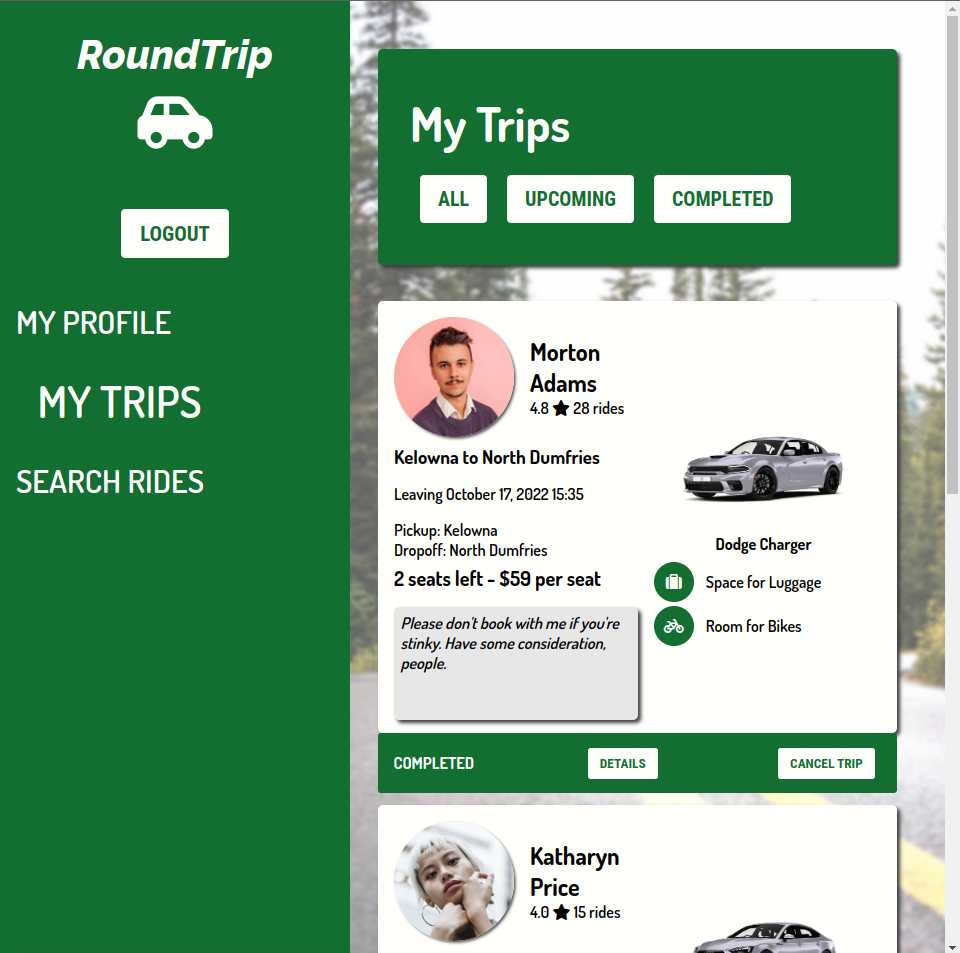 RoundTrip
LOGOUT
MY PROFILE
MY TRIPS
SEARCH RIDES
My Trips
ALL
UPCOMING
COMPLETED
Morton
Adams
4.8 28 rides
Kelowna to North Dumfries
Leaving October 17, 2022 15:35
Pickup: Kelowna
Dropoff: North Dumfries
2 seats left - $59 per seat
Please don't book with me if you're
stinky. Have some consideration,
people.
Dodge Charger
Space for Luggage
Room for Bikes
COMPLETED
DETAILS
CANCEL TRIP
Katharyn
Price
4.0 15 rides